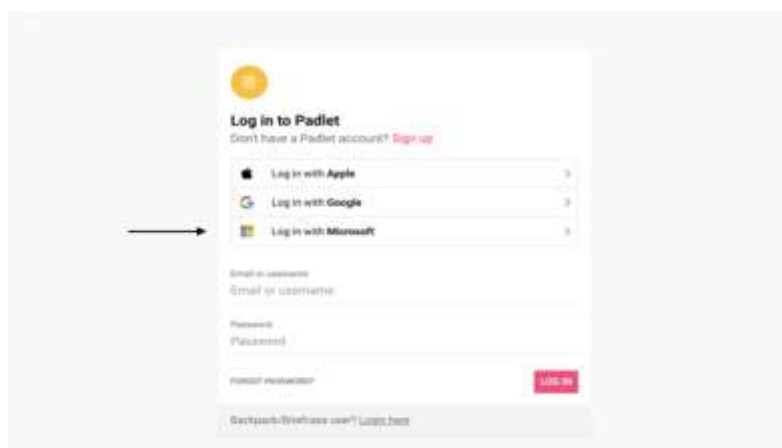 Log in to Padlet
Don't have a Padlet account? Sign up
Log in with Apple
Log in with Google
Log in with Microsoft
Email or username
Email or username
Password
Password
FORGOT PASSWORD?
LOG IN
Backpack/Briefcase user? Login here